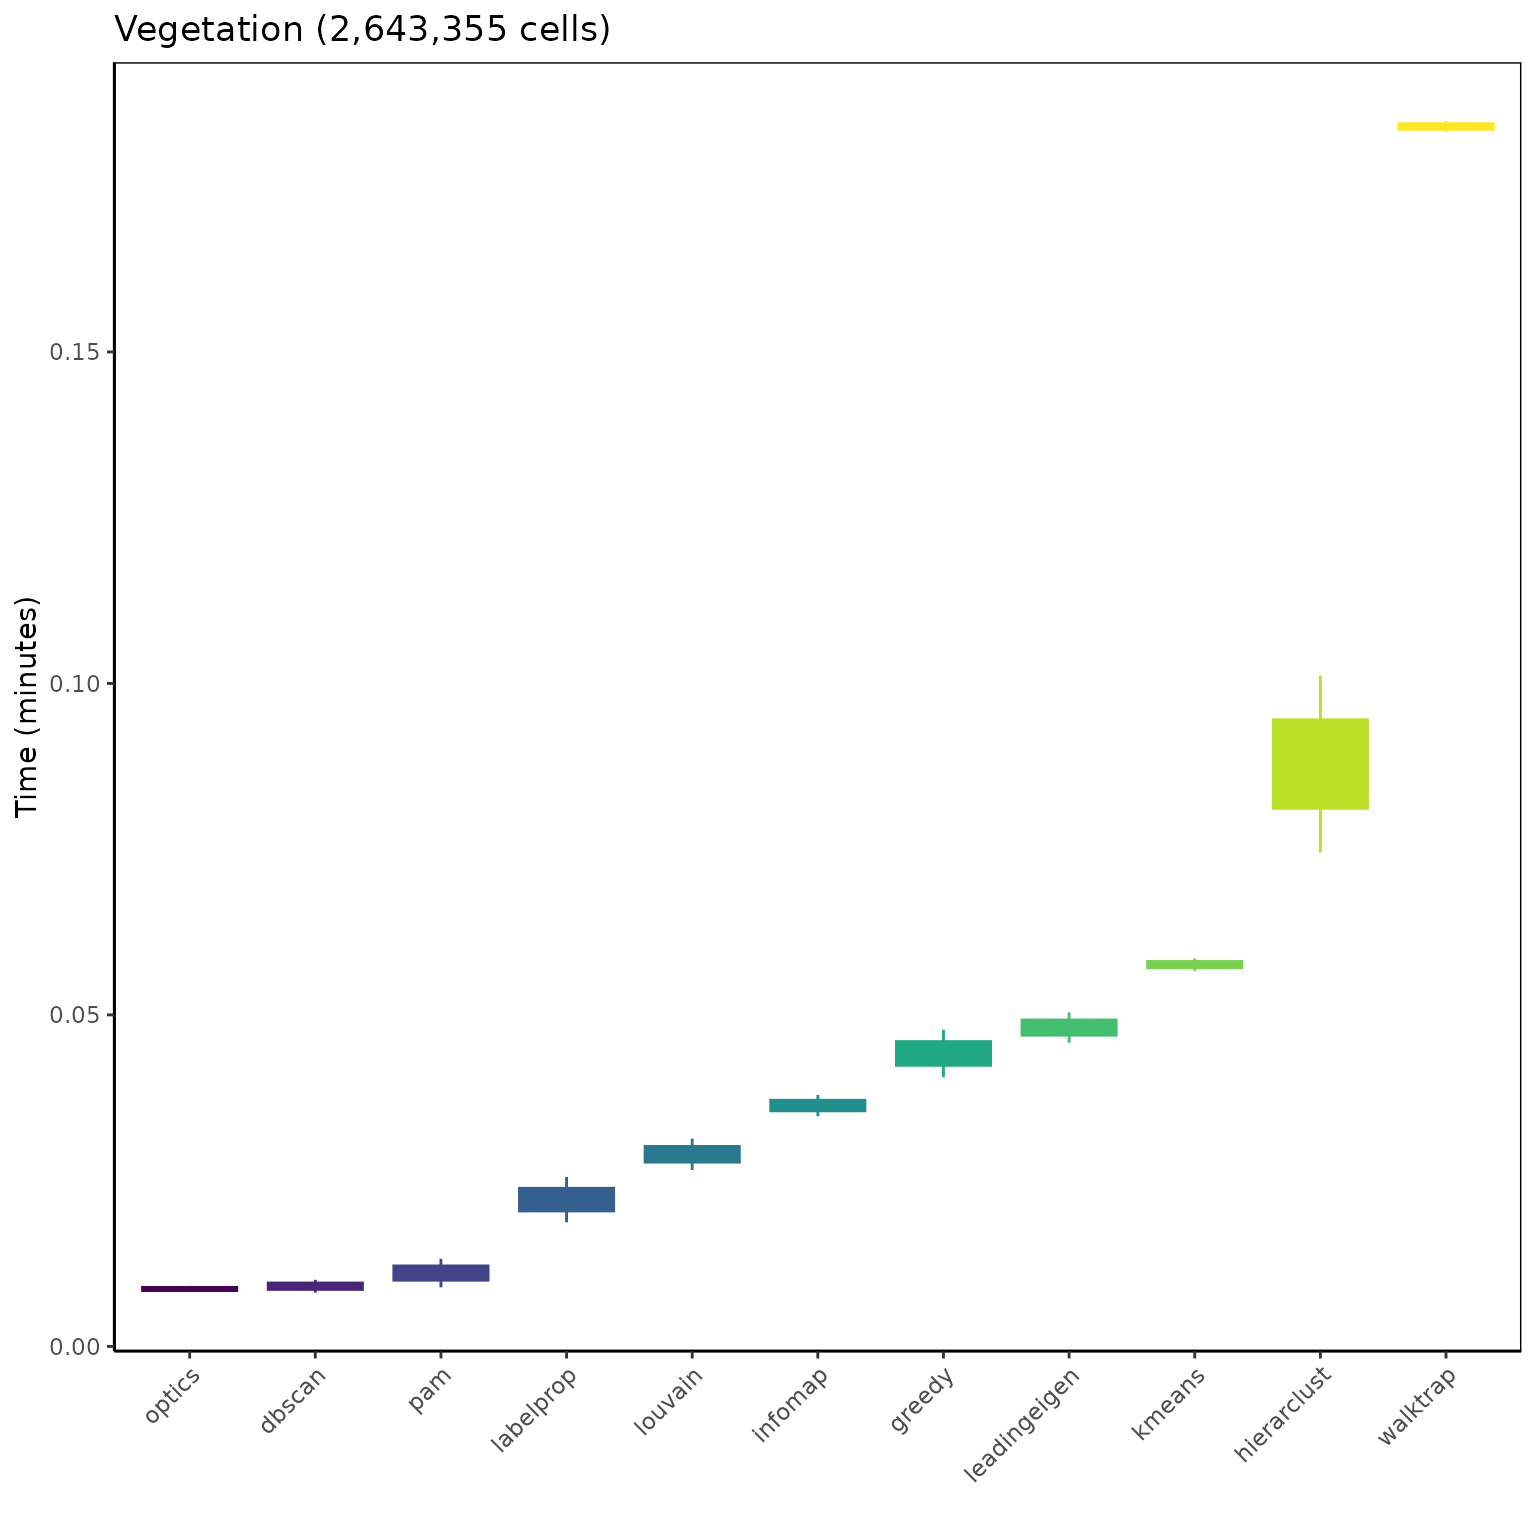 Vegetation (2,643,355 cells)
Time (minutes)
0.15
0.10
0.05
0.00
optics
dbscan
pam
labelprop
louvain
infomap
greedy
leadingeigen
kmeans
hierarclust
walktrap